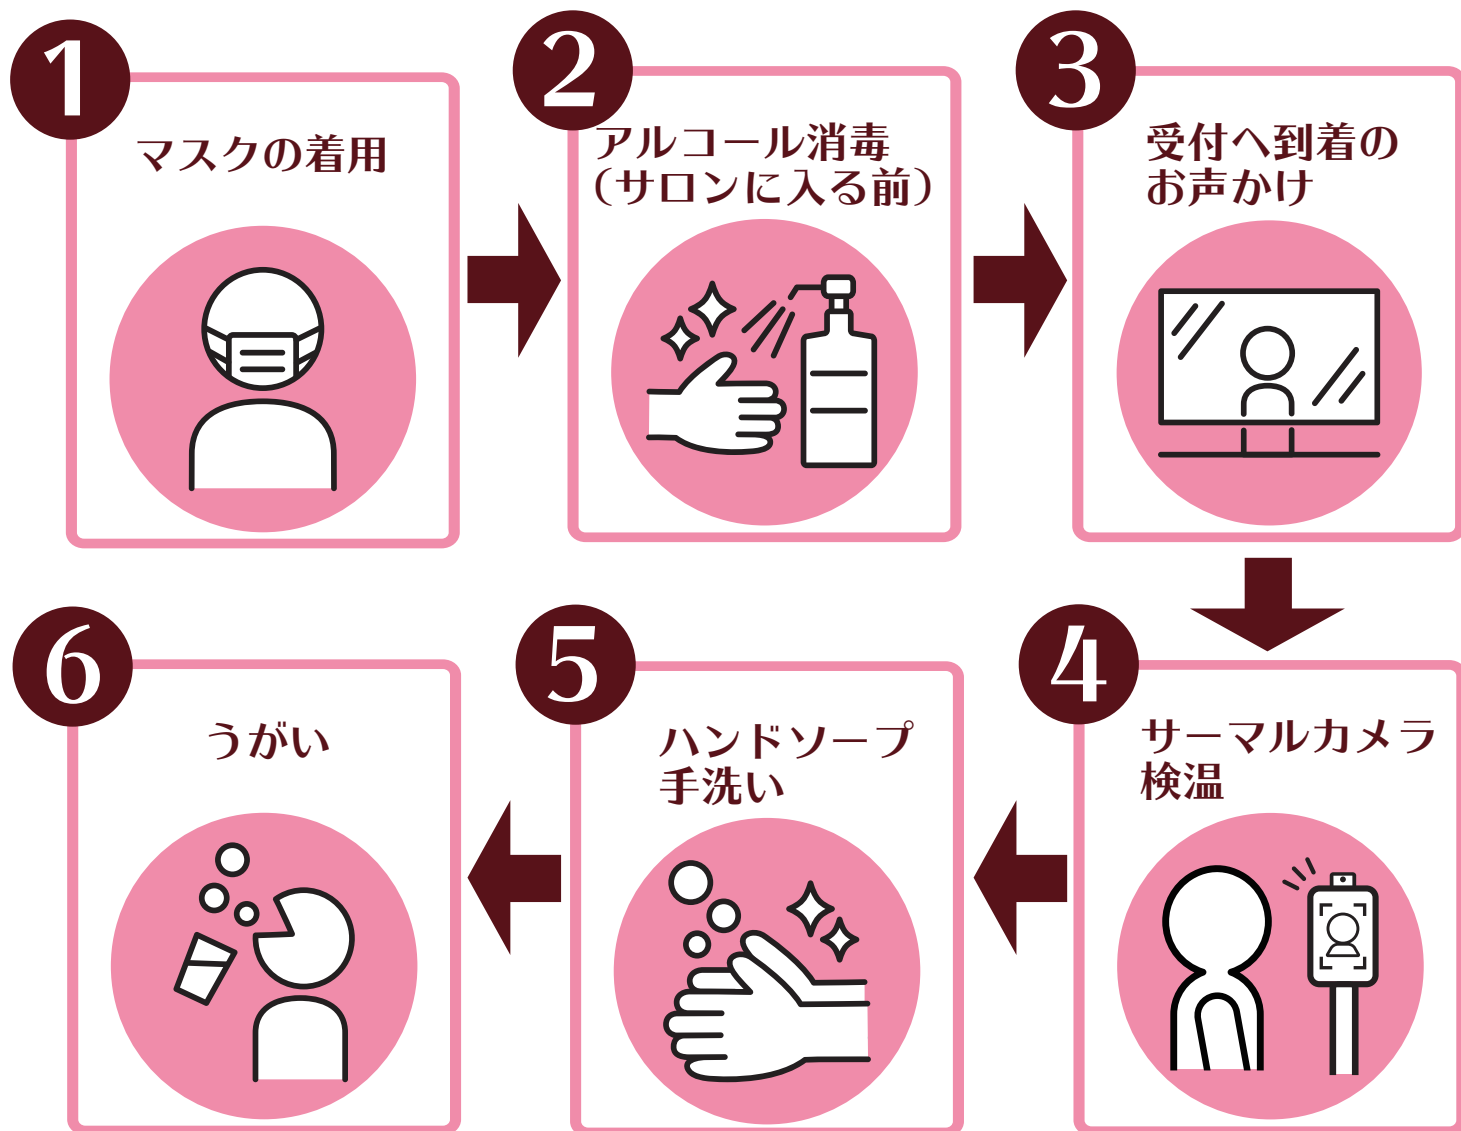 1
マスクの着用
2
アルコール消毒
(サロンに入る前)
3
受付へ到着の
お声かけ
4
サーマルカメラ
検温
5
ハンドソープ
手洗い
6
うがい